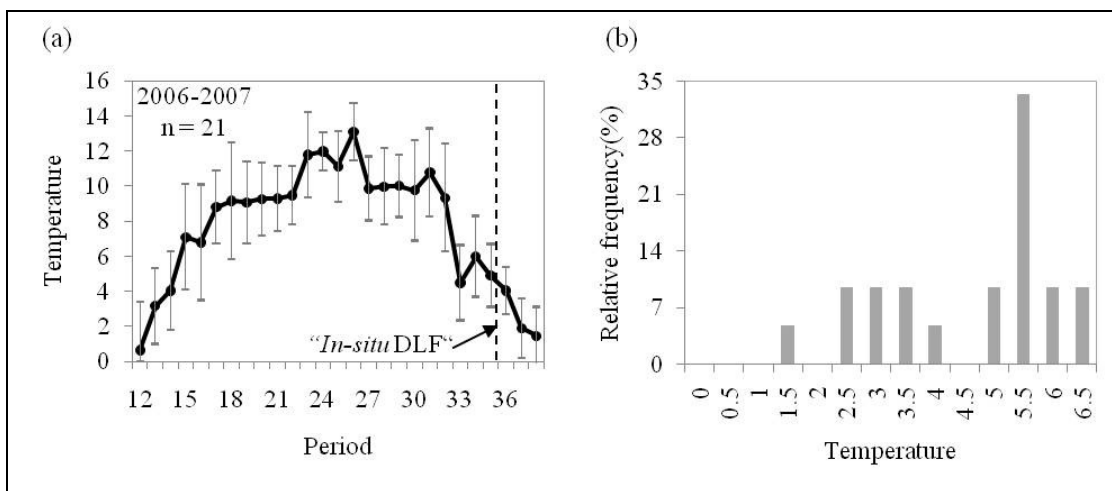 (a)
16
14
12
10
8
6
4
2
0
Temperature
2006-2007
n = 21
"In-situ DLF"
12 15 18 21 24 27 30 33 36
Period
(b)
35
28
21
14
7
0
Relative frequency(%)
0 0.5 1 1.5 2 2.5 3 3.5 4 4.5 5 5.5 6 6.5
Temperature